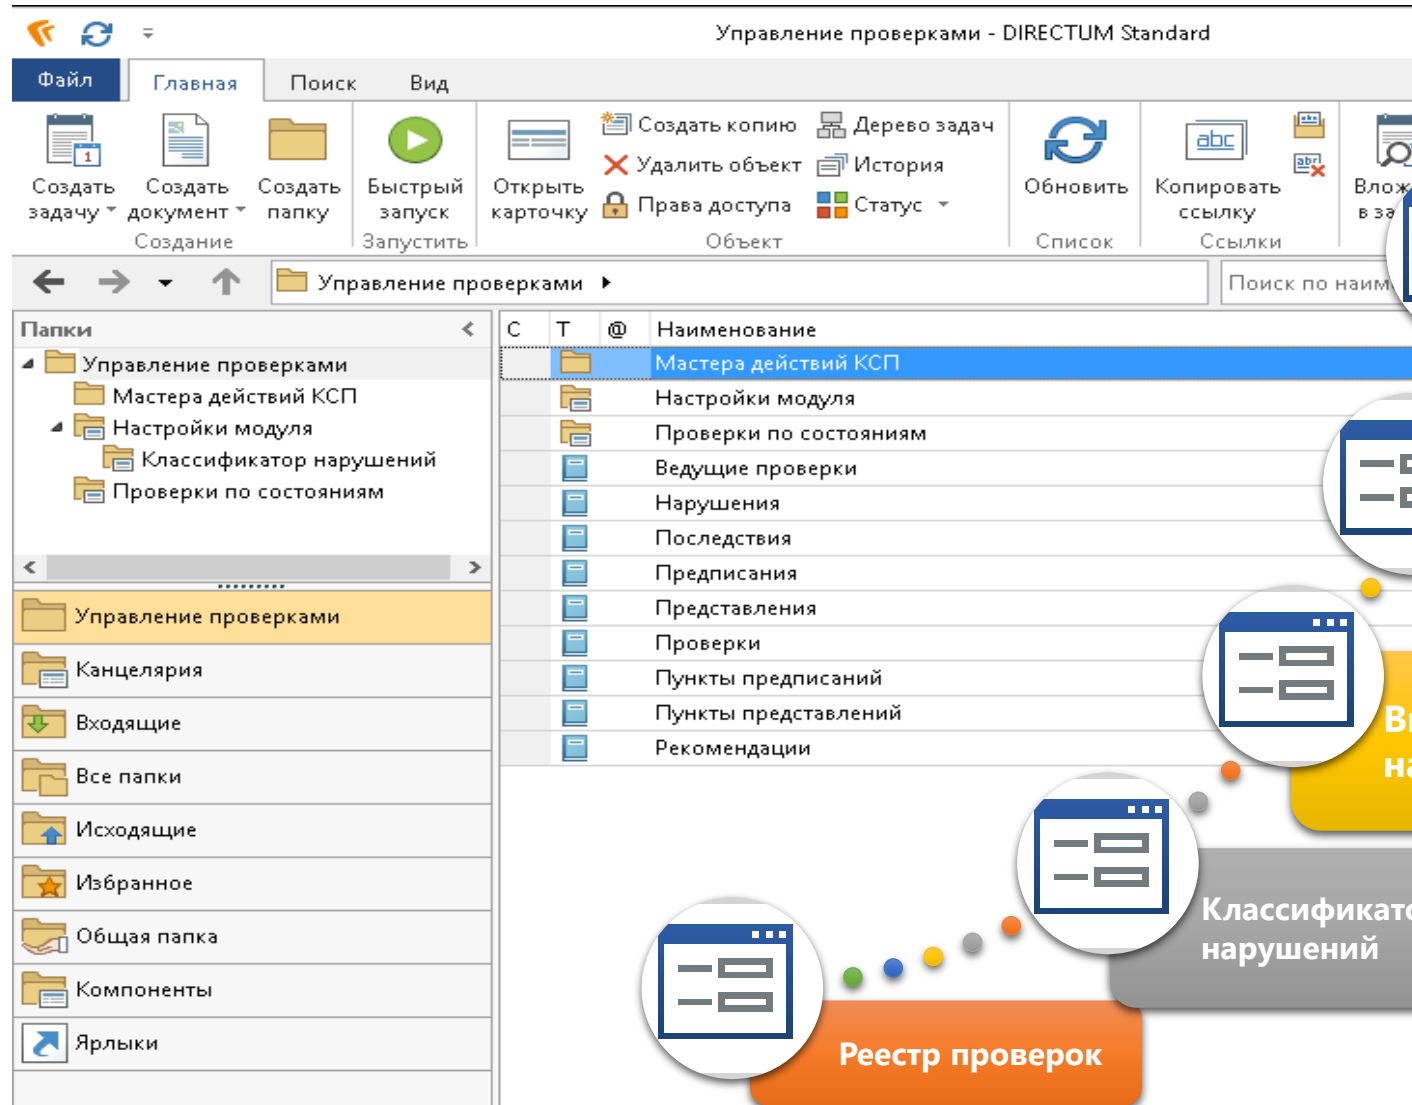 Управление проверками - DIRECTUM Standard
Файл Главная Поиск Вид
Создать задачу
Создать документ
Создать папку
Создание
Быстрый запуск
Запустить
Открыть карточку
Создать копию
Удалить объект
Права доступа
Дерево задач
История
Статус
Объект
Обновить
Список
abc
Копировать ссылку
Ссылки
Управление проверками
Поиск по
Папки
Управление проверками
Мастера действий КСП
Настройки модуля
Классификатор нарушений
Проверки по состояниям
Управление проверками
Канцелярия
Входящие
Все папки
Исходящие
Избранное
Общая папка
Компоненты
Ярлыки
С Т @ Наименование
Мастера действий КСП
Настройки модуля
Проверки по состояниям
Ведущие проверки
Нарушения
Последствия
Предписания
Представления
Проверки
Пункты предписаний
Пункты представлений
Рекомендации
нарушений
Реестр проверок